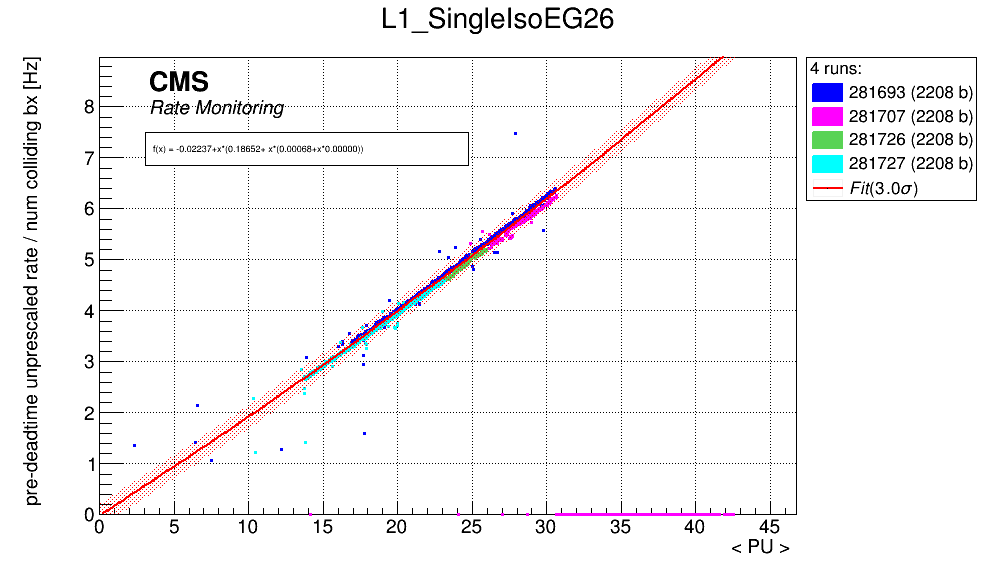 L1_SingleIsoEG26
pre-deadtime unprescaled rate / num colliding bx [Hz]
CMS
Rate Monitoring
f(x) = -0.02237+x*(0.18652+ x*(0.00068+x*0.00000))
8
7
6
5
4
3
2
1
0
0 5 10 15 20 25 30 35 40 45
< PU >
4 runs:
281693 (2208 b)
281707 (2208 b)
281726 (2208 b)
281727 (2208 b)
Fit(3.0σ)